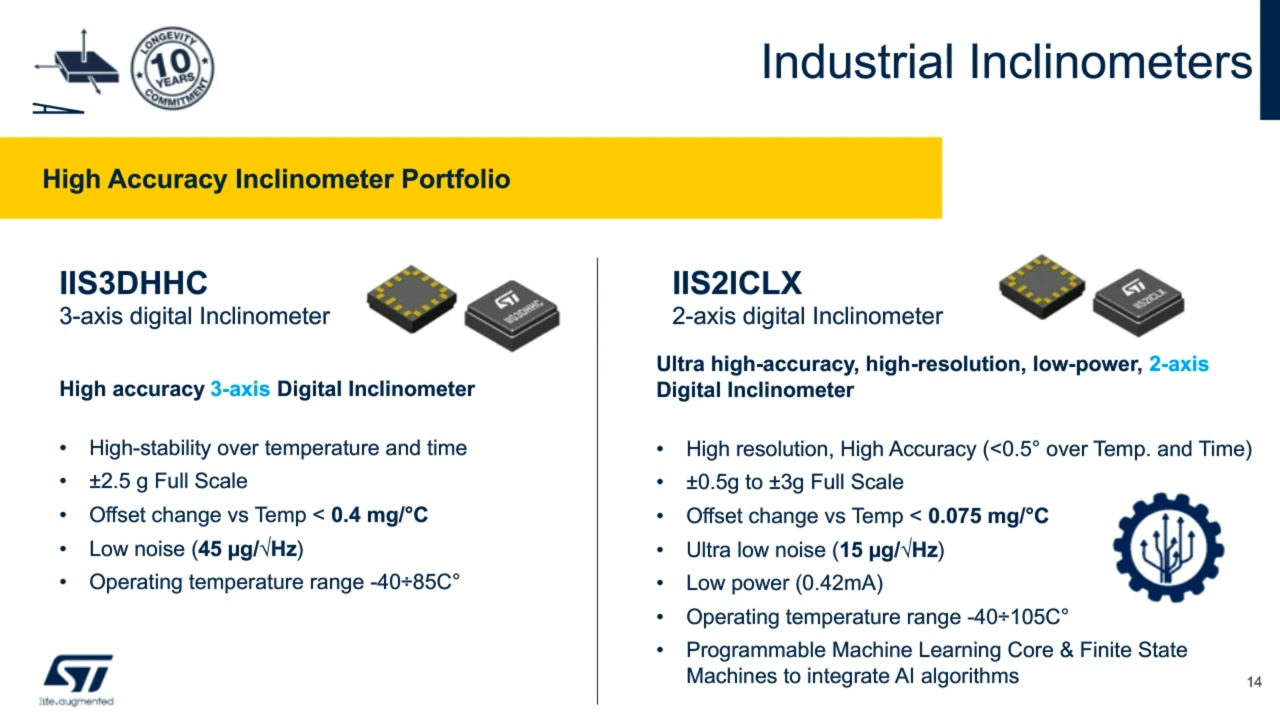 LONGEVITY
10
YEARS
COMMITMENT
Industrial Inclinometers
High Accuracy Inclinometer Portfolio
IIS3DHHC
3-axis digital Inclinometer
ST
IIS3DHHC
High accuracy 3-axis Digital Inclinometer
• High-stability over temperature and time
• ±2.5 g Full Scale
• Offset change vs Temp < 0.4 mg/°C
• Low noise (45 µg/√Hz)
• Operating temperature range -40÷85C°
IIS2ICLX
2-axis digital Inclinometer
ST
IIS2ICLX
Ultra high-accuracy, high-resolution, low-power, 2-axis
Digital Inclinometer
• High resolution, High Accuracy (<0.5° over Temp. and Time)
• ±0.5g to ±3g Full Scale
• Offset change vs Temp < 0.075 mg/°C
• Ultra low noise (15 µg/√Hz)
• Low power (0.42mA)
• Operating temperature range -40÷105C°
• Programmable Machine Learning Core & Finite State
Machines to integrate AI algorithms
ST
life.augmented
14